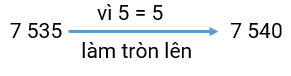 vì 5 = 5
7 535 7 540
làm tròn lên